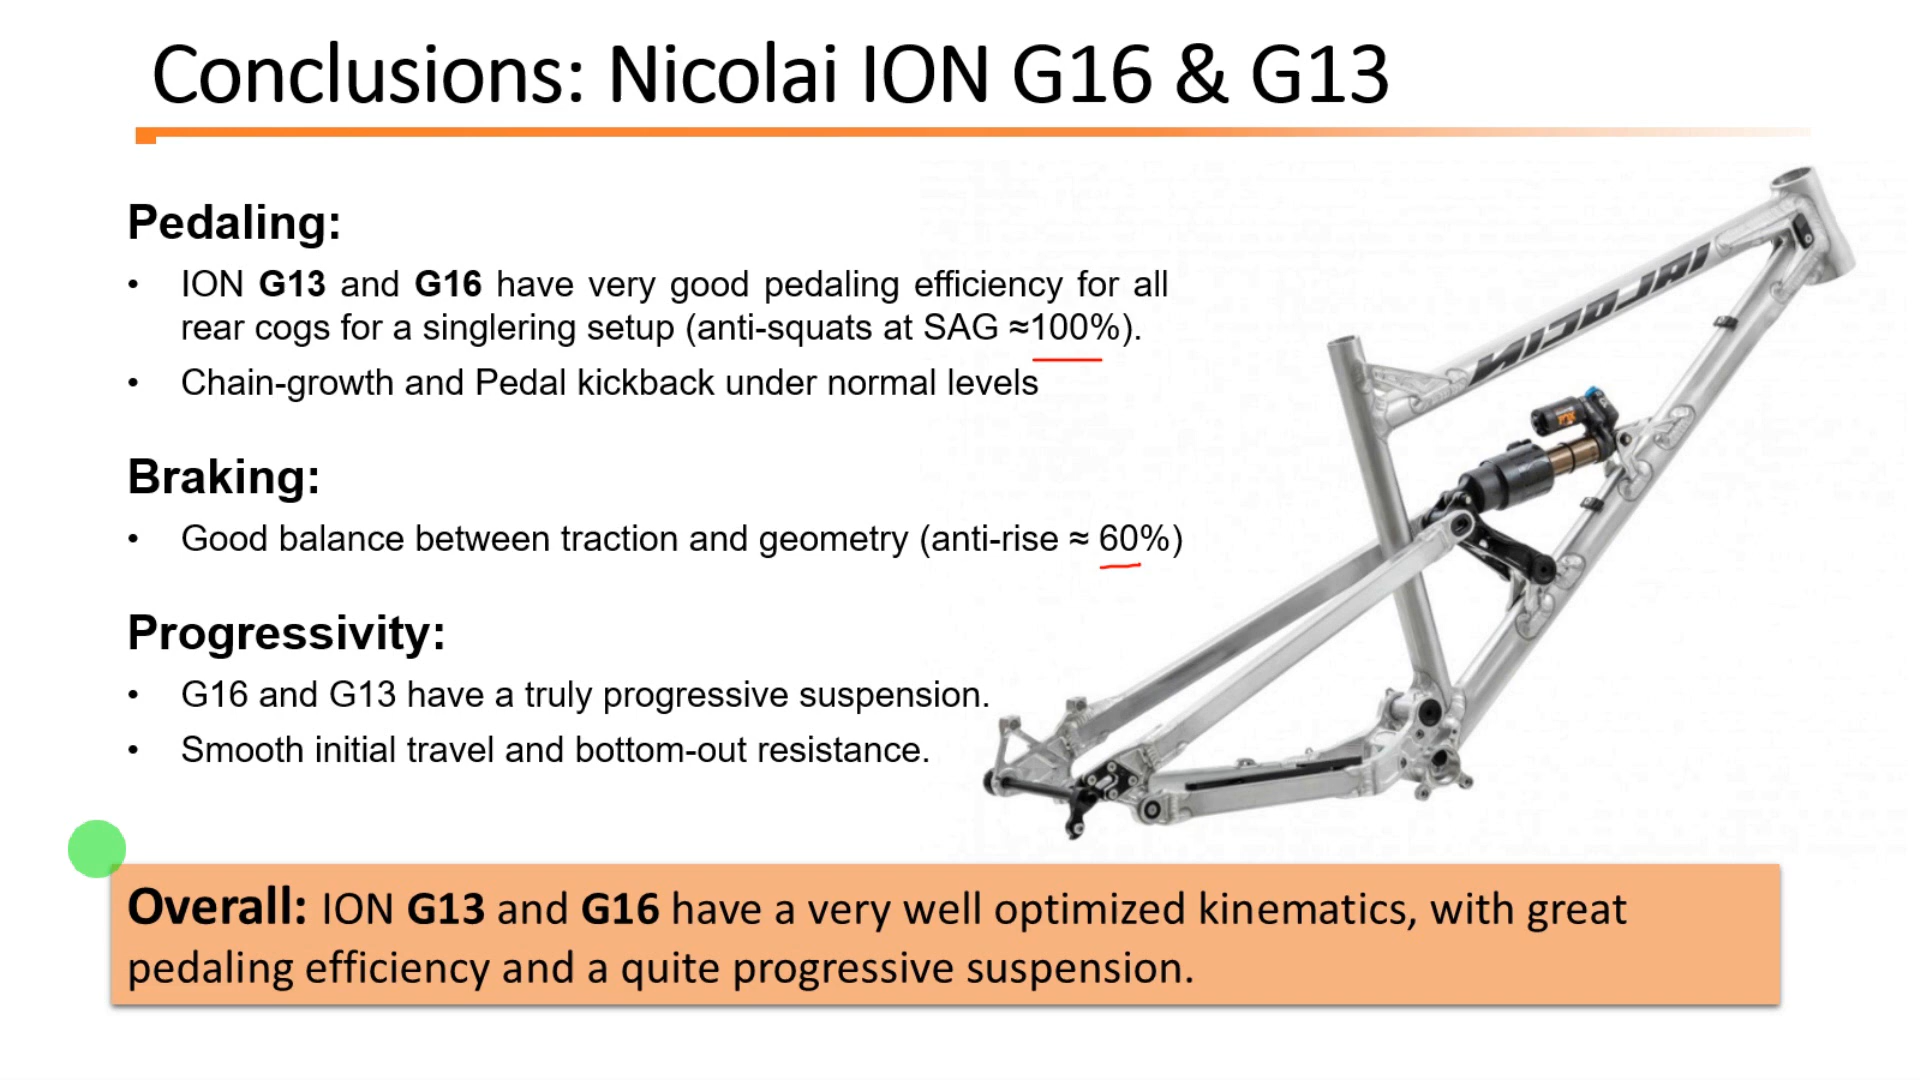 Conclusions: Nicolai ION G16 & G13
Pedaling:
• ION G13 and G16 have very good pedaling efficiency for all
rear cogs for a singlering setup (anti-squats at SAG ≈100%).
• Chain-growth and Pedal kickback under normal levels
Braking:
• Good balance between traction and geometry (anti-rise ≈ 60%)
Progressivity:
• G16 and G13 have a truly progressive suspension.
• Smooth initial travel and bottom-out resistance.
NICOLAI
Overall: ION G13 and G16 have a very well optimized kinematics, with great
pedaling efficiency and a quite progressive suspension.